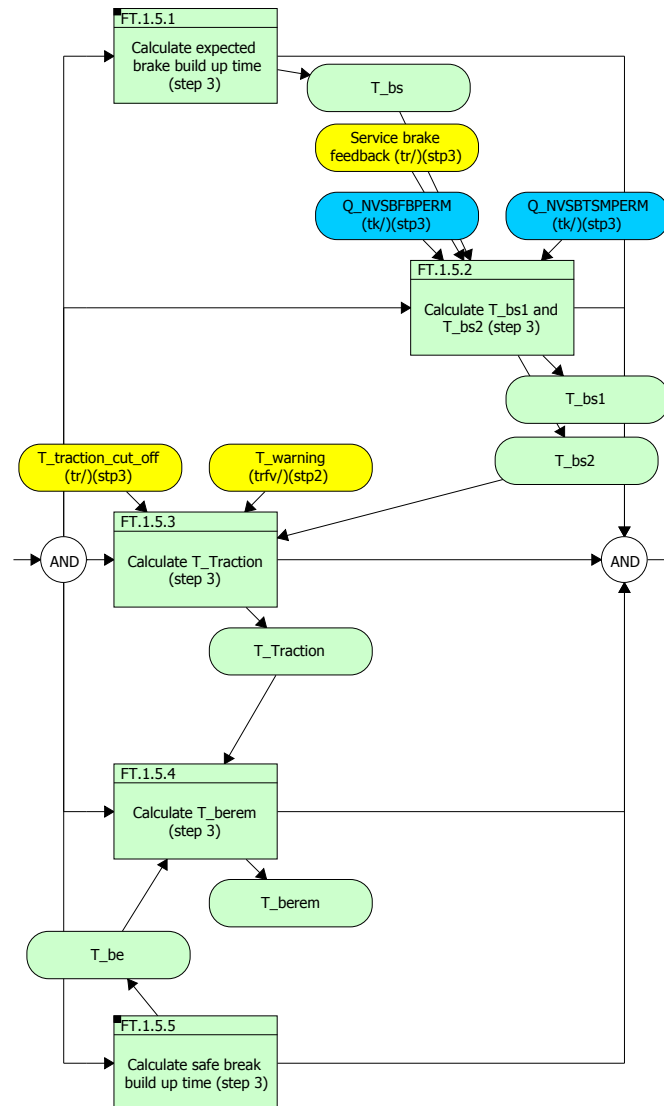 FT.1.5.1
Calculate expected
brake build up time
(step 3)
T_bs
Service brake
feedback (tr/)(stp3)
Q_NVSBFBPERM
(tk/)(stp3)
Q_NVSBTSMPERM
(tk/)(stp3)
FT.1.5.2
Calculate T_bs1 and
T_bs2 (step 3)
T_bs1
T_bs2
T_traction_cut_off
(tr/)(stp3)
T_warning
(trfv/)(stp2)
FT.1.5.3
Calculate T_Traction
(step 3)
AND
AND
T_Traction
FT.1.5.4
Calculate T_berem
(step 3)
T_berem
T_be
FT.1.5.5
Calculate safe break
build up time (step 3)